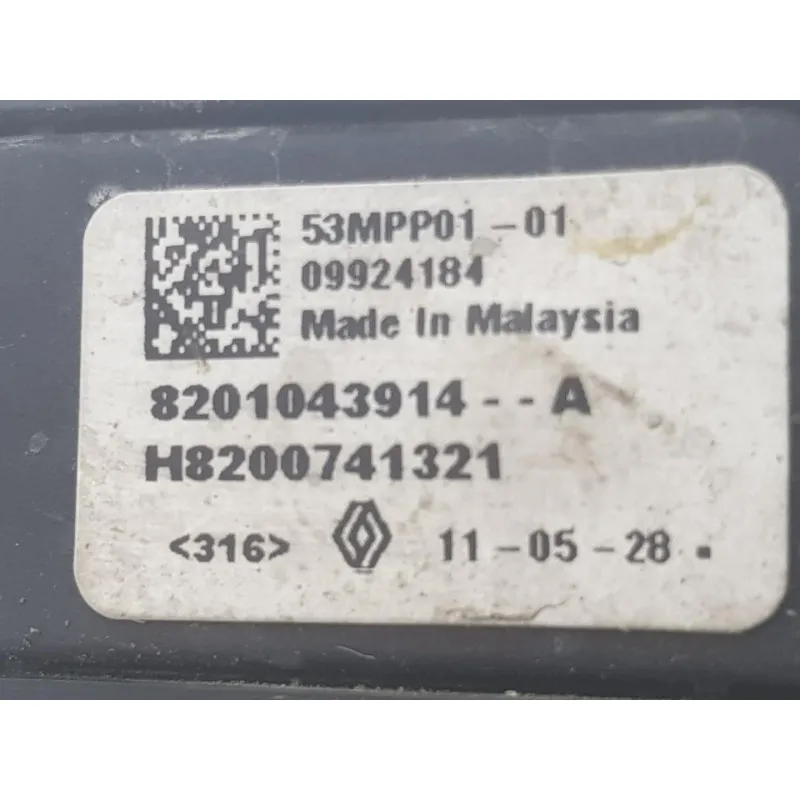 53MPP01-01
09924184
Made In Malaysia
8201043914--A
H8200741321
<316> 11-05-28.